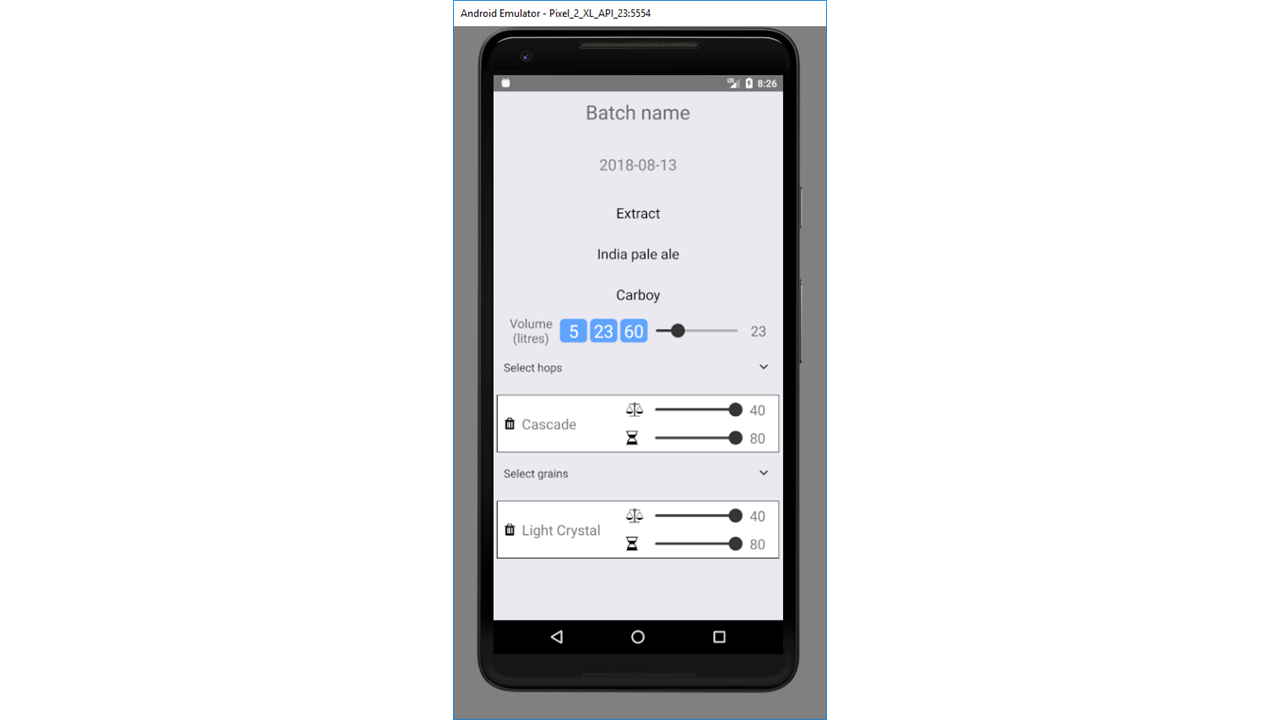 Android Emulator - Pixel_2_XL_API_23:5554
8:26
Batch name
2018-08-13
Extract
India pale ale
Carboy
Volume
(litres)
5 23 60
23
Select hops
Cascade
40
80
Select grains
Light Crystal
40
80